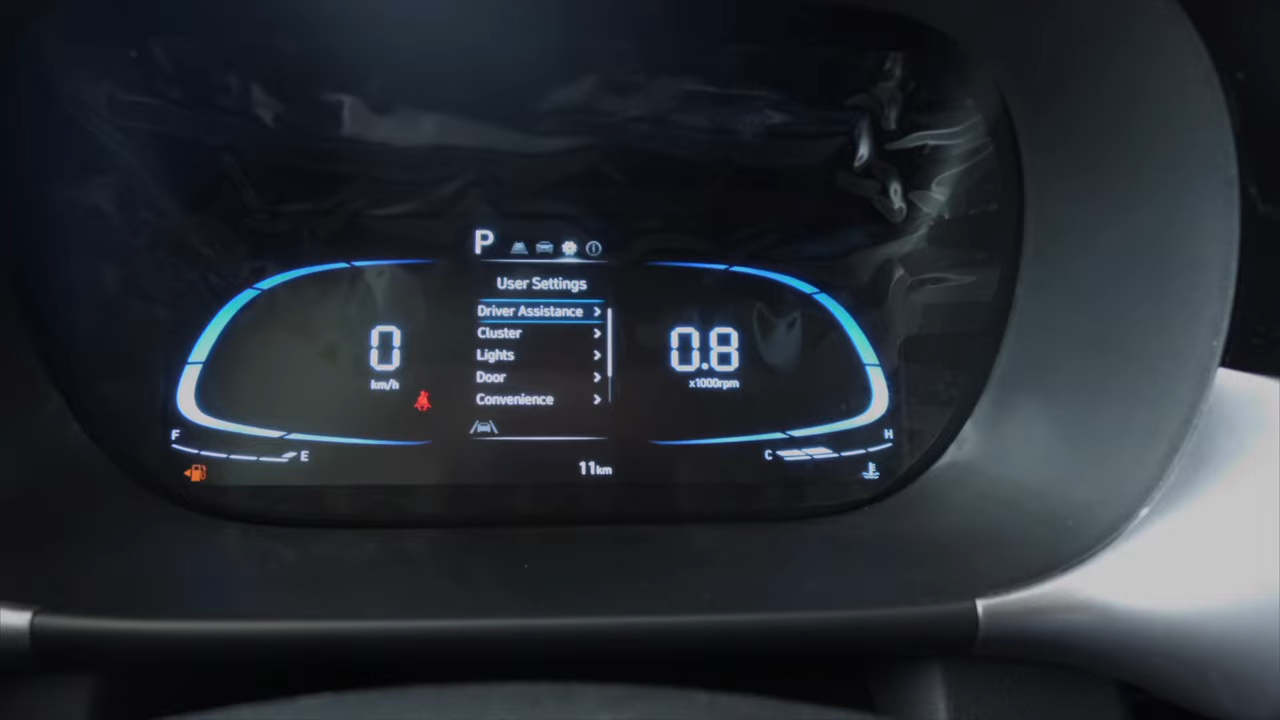 P
User Settings
Driver Assistance
Cluster
Lights
Door
Convenience
0
km/h
0.8
x1000rpm
F
E
C
H
11km